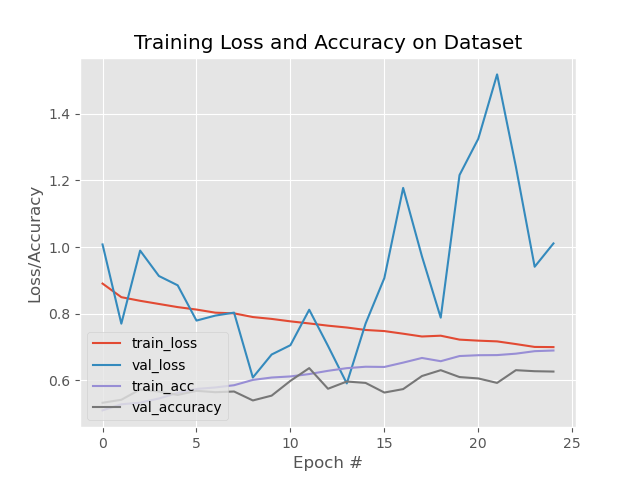 Training Loss and Accuracy on Dataset
Loss/Accuracy
1.4
1.2
1.0
0.8
0.6
train_loss
val_loss
train_acc
val_accuracy
0 5 10 15 20 25
Epoch #